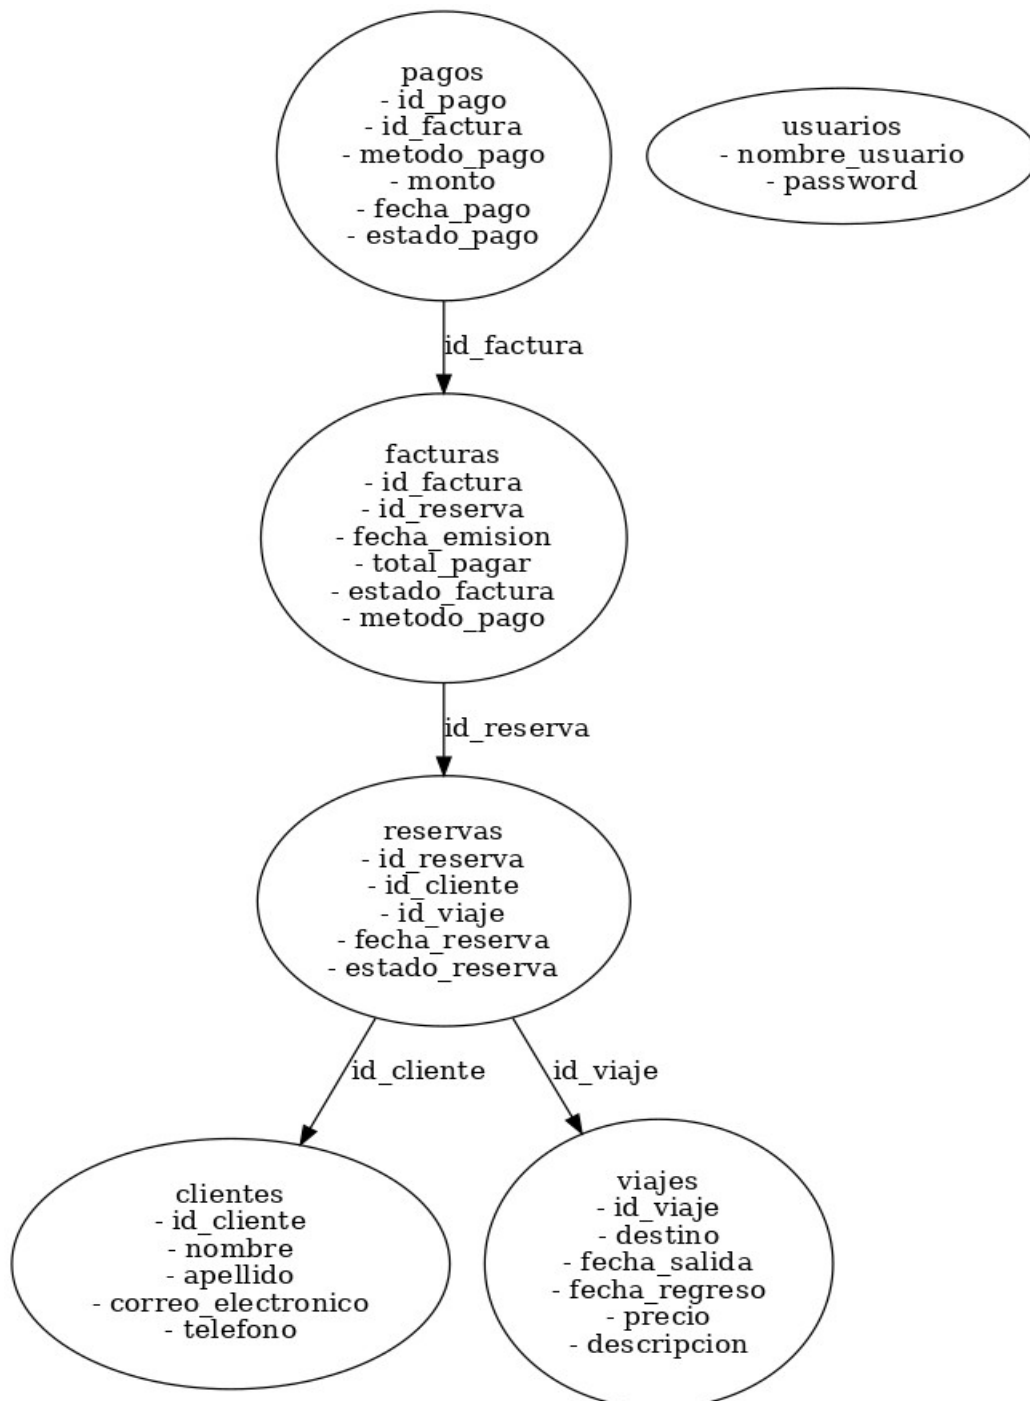 pagos
- id_pago
- id_factura
- metodo_pago
- monto
- fecha_pago
- estado_pago
usuarios
- nombre_usuario
- password
id_factura
facturas
- id_factura
- id_reserva
- fecha_emision
- total_pagar
- estado_factura
- metodo_pago
id_reserva
reservas
- id_reserva
- id_cliente
- id_viaje
- fecha_reserva
- estado_reserva
id_cliente
id_viaje
clientes
- id_cliente
- nombre
- apellido
- correo_electronico
- telefono
viajes
- id_viaje
- destino
- fecha_salida
- fecha_regreso
- precio
- descripcion